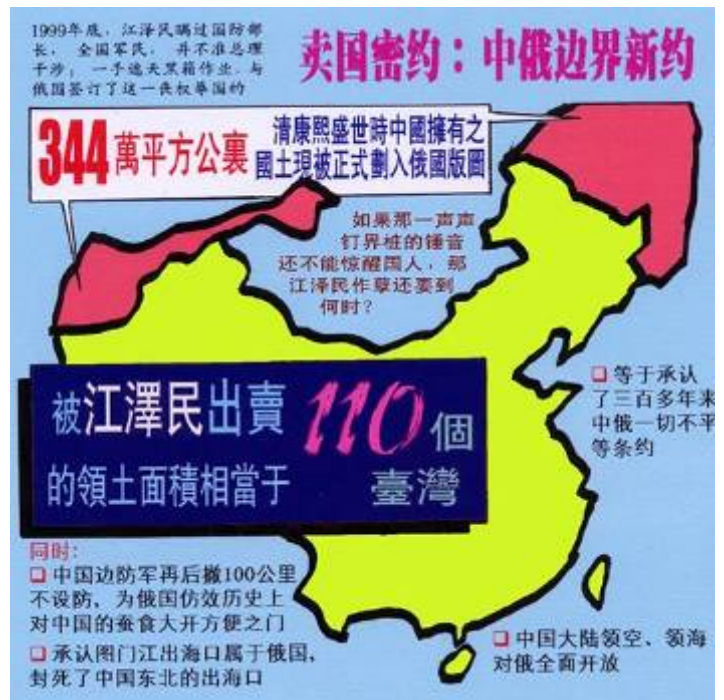 1999年底，江泽民瞒过国防部
长，全国军民，并不准总理
干涉；一手遮天黑箱作业，与
俄国签订了这一丧权辱国约
卖国密约：中俄边界新约
344萬平方公裏
清康熙盛世時中國擁有之
國土現被正式劃入俄國版圖
如果那一声声
钉界桩的锤音
还不能惊醒国人，那
江泽民作孽还要到
何时？
被江澤民出賣110個
的領土面積相當于臺灣
□ 等于承认
了三百多年来
中俄一切不平
等条约
同时：
□ 中国边防军再后撤100公里
不设防，为俄国仿效历史上
对中国的蚕食大开方便之门
□ 承认图门江出海口属于俄国，
封死了中国东北的出海口
□ 中国大陆领空、领海
对俄全面开放